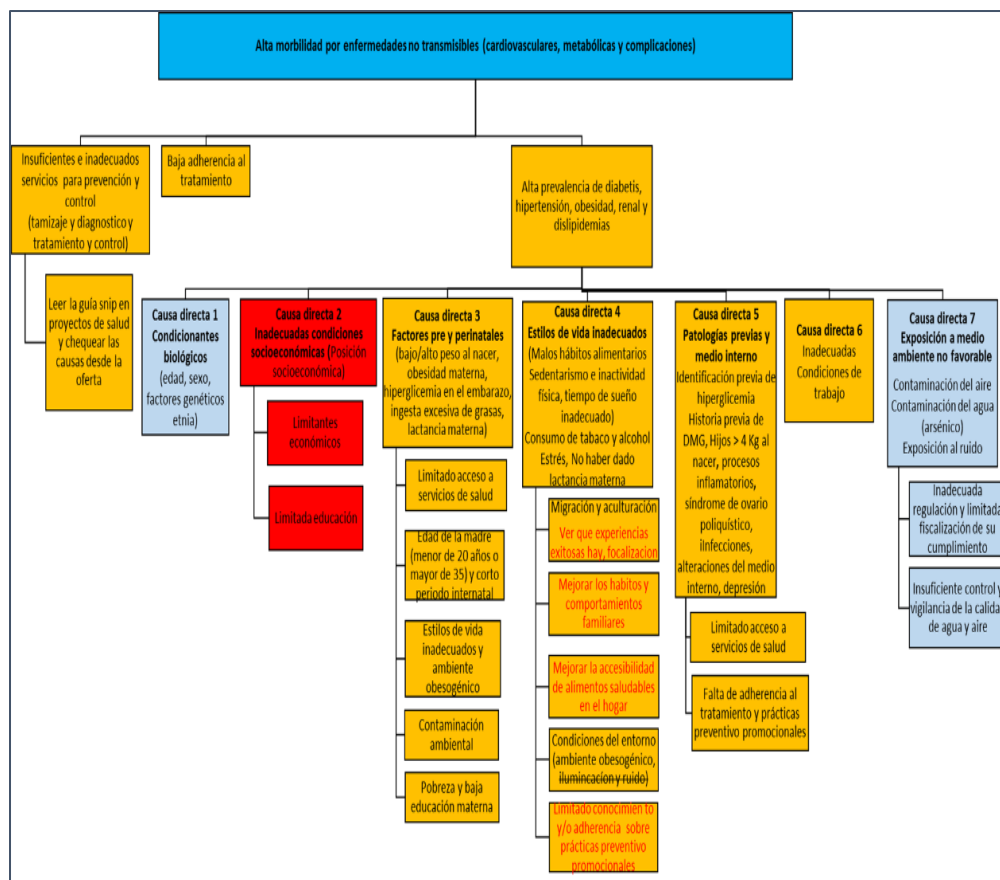 Alta morbilidad por enfermedades no transmisibles (cardiovasculares, metabólicas y complicaciones)
Insuficientes e inadecuados
servicios para prevención y
control
(tamizaje y diagnostico y
tratamiento y control)
Baja adherencia al
tratamiento
Alta prevalencia de diabetis,
hipertensión, obesidad, renal y
dislipidemias
Leer la guía snip en
proyectos de salud y
chequear las
causas desde la
oferta
Causa directa 1
Condicionantes
biológicos
(edad, sexo,
factores genéticos
etnia)
Causa directa 2
Inadecuadas condiciones
socioeconómicas (Posición
socioeconómica)
Limitantes
económicos
Limitada educación
Causa directa 3
Factores pre y perinatales
(bajo/alto peso al nacer,
obesidad materna,
hiperglicemia en el embarazo,
ingesta excesiva de grasas,
lactancia materna)
Limitado acceso a
servicios de salud
Edad de la madre
(menor de 20 años o
mayor de 35) y corto
periodo internatal
Estilos de vida
inadecuados y
ambiente
obesogénico
Contaminación
ambiental
Pobreza y baja
educación materna
Causa directa 4
Estilos de vida inadecuados
(Malos hábitos alimentarios
Sedentarismo e inactividad
física, tiempo de sueño
inadecuado)
Consumo de tabaco y alcohol
Estrés, No haber dado
lactancia materna
Migración y aculturación
Ver que experiencias
exitosas hay, focalizacion
Mejorar los habitos y
comportamientos
familiares
Mejorar la accesibilidad
de alimentos saludables
en el hogar
Condiciones del entorno
(ambiente obesogénico,
ilumincacíon y ruido)
Limitado conocimiento
y/o adherencia sobre
prácticas preventivo
promocionales
Causa directa 5
Patologías previas y
medio interno
Identificación previa de
hiperglicemia
Historia previa de
DMG, Hijos > 4 Kg al
nacer, procesos
inflamatorios,
síndrome de ovario
poliquístico, iInfecciones,
alteraciones del medio
interno, depresión
Limitado acceso a
servicios de salud
Falta de adherencia al
tratamiento y prácticas
preventivo promocionales
Causa directa 6
Inadecuadas
Condiciones de
trabajo
Causa directa 7
Exposición a medio
ambiente no favorable
Contaminación del aire
Contaminación del agua
(arsénico)
Exposición al ruido
Inadecuada
regulación y limitada
fiscalización de su
cumplimiento
Insuficiente control y
vigilancia de la calidad
de agua y aire